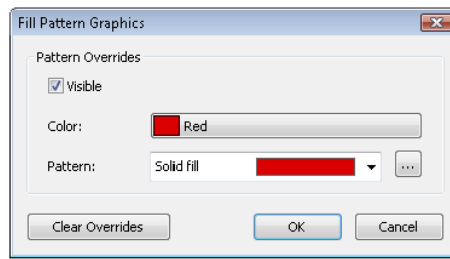 Fill Pattern Graphics
Pattern Overrides
Visible
Color: Red
Pattern: Solid fill ...
Clear Overrides OK Cancel